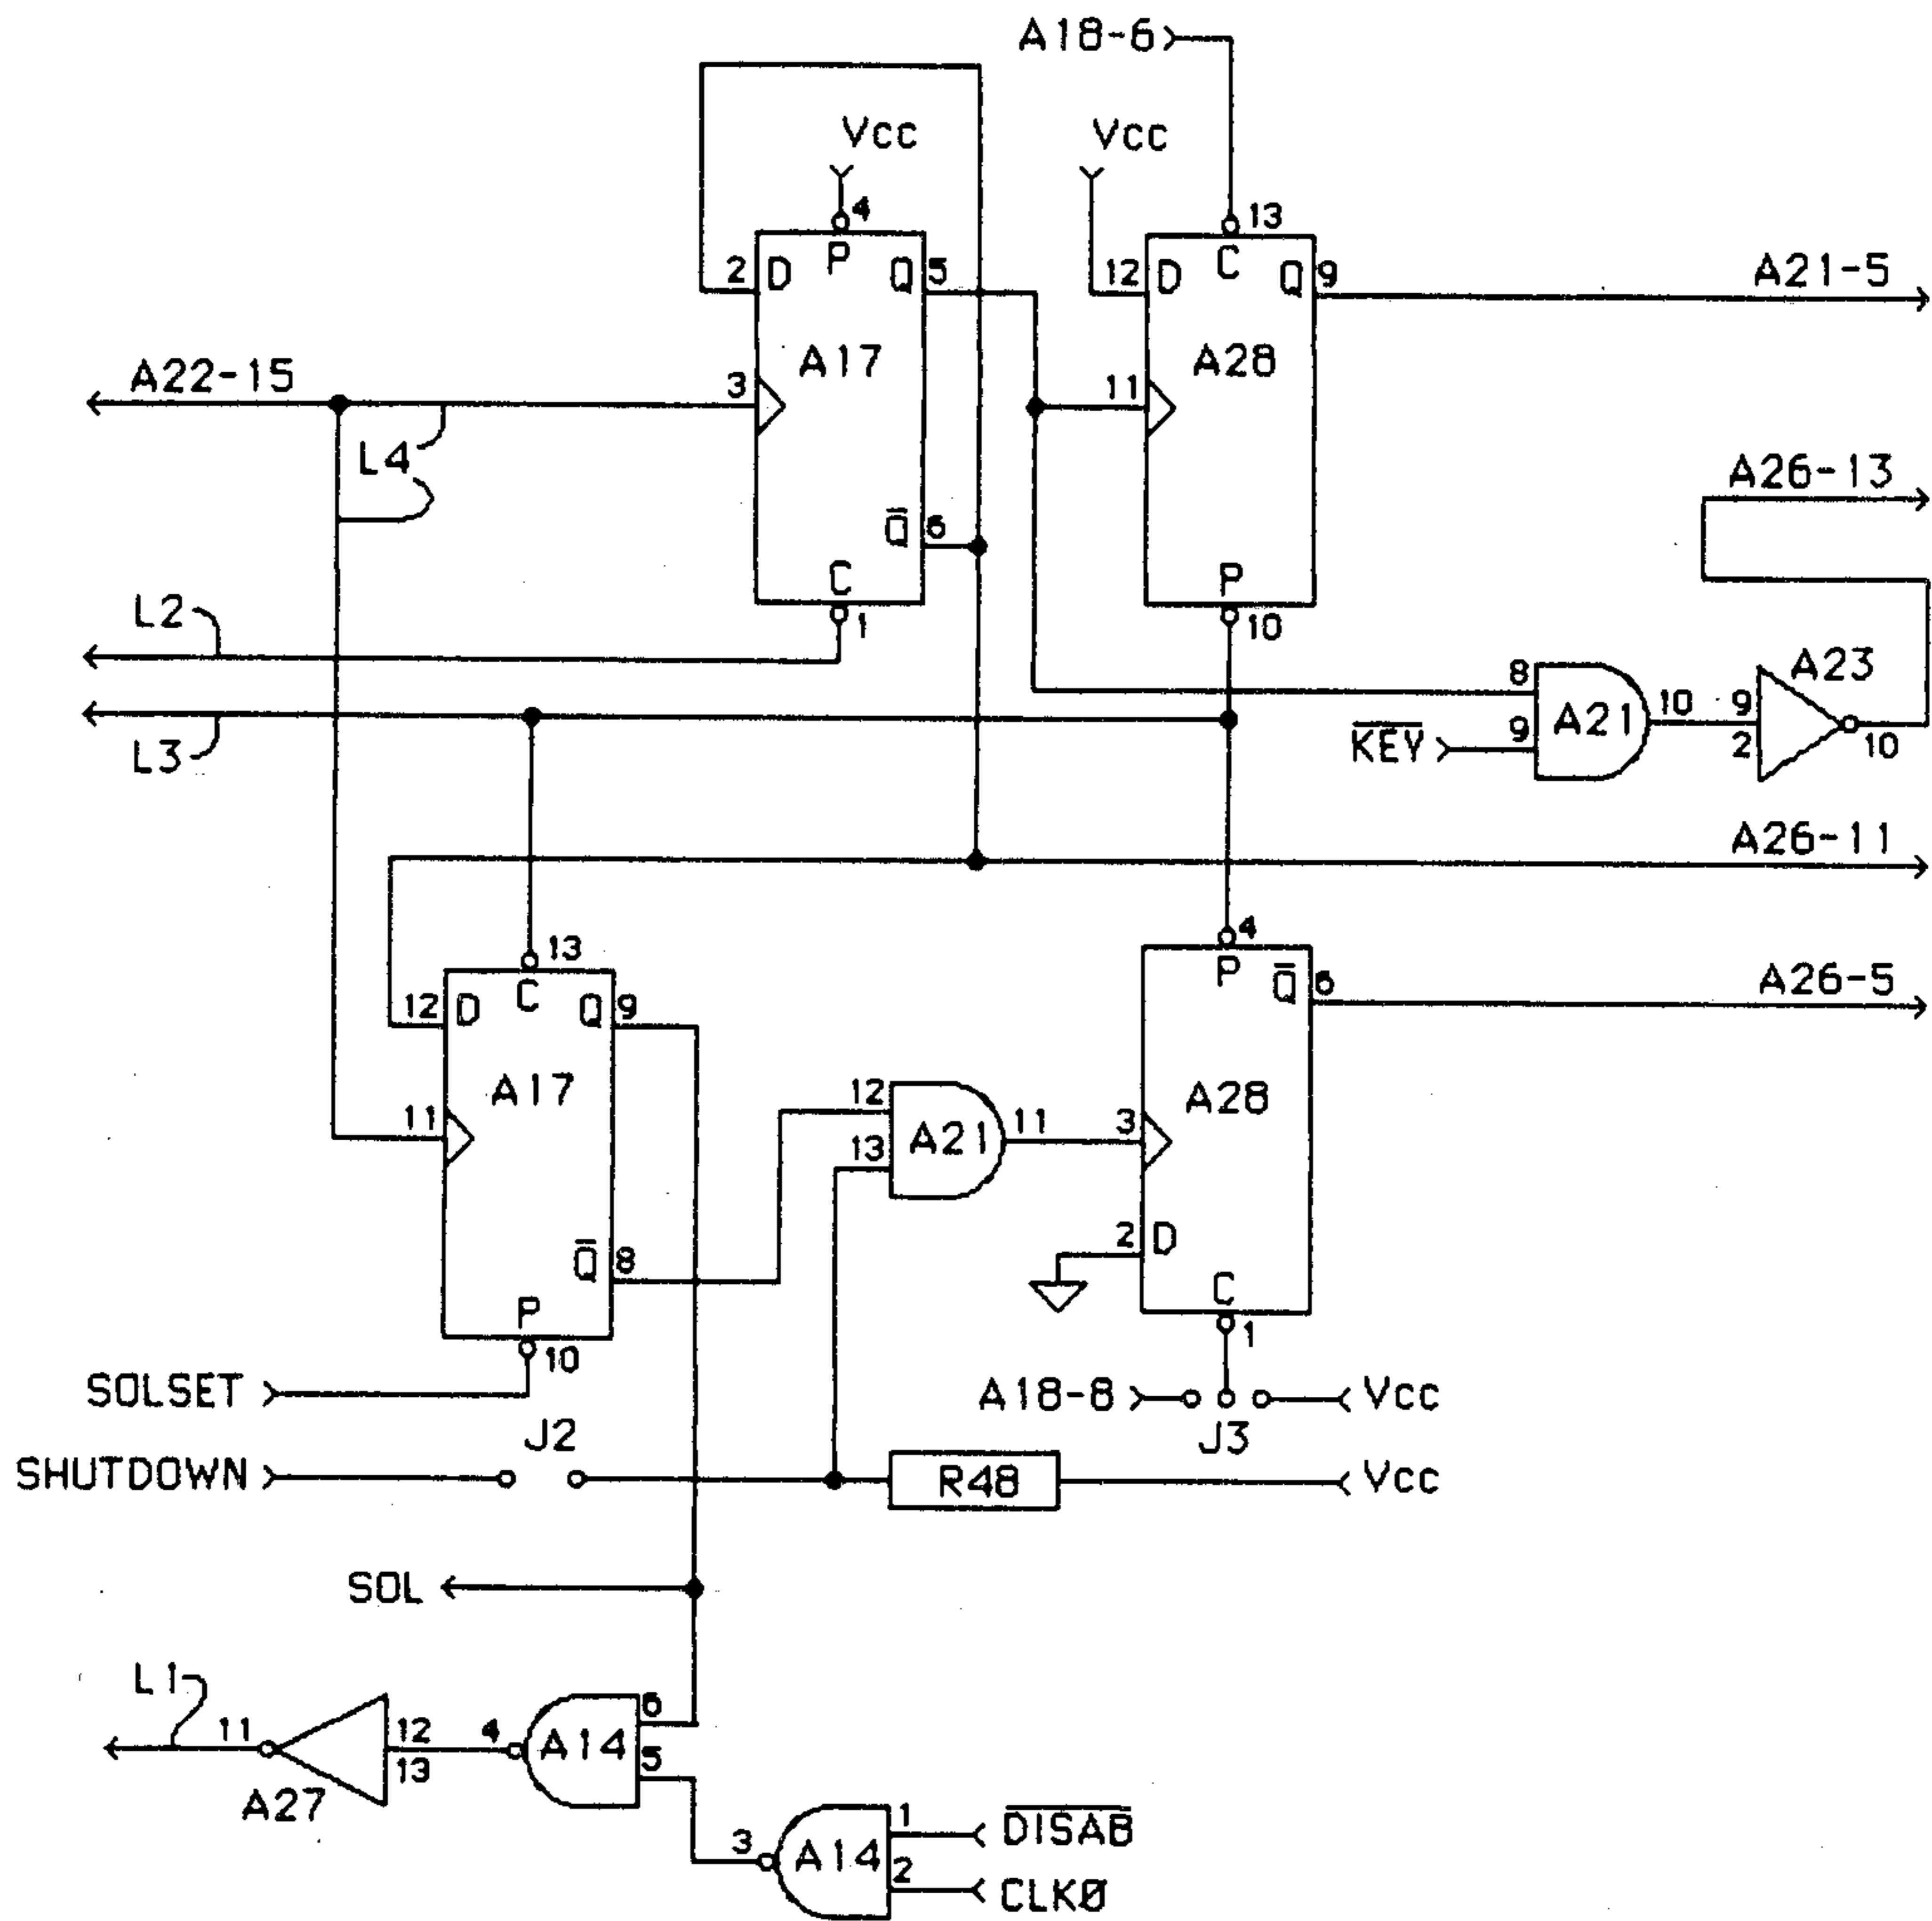 A18-6
Vcc
Vcc
4
13
P
C
2 D
Q 5
12 D
Q 9
A21-5
A22-15
3
A17
11
A28
A26-13
L4
Q̅ 6
C
1
P
10
L2
L3
A23
8
9
A21
10
9
2
10
K̅E̅Y̅
A26-11
13
4
C
P
12 D
Q 9
Q̅ 6
A26-5
A17
11
12
13
A21
11
3
A28
2 D
Q̅ 8
P
10
C
1
SOLSET
A18-8
Vcc
J2
J3
SHUTDOWN
R48
Vcc
SOL
L1
11
12
13
4
A14
6
5
A27
3
A14
1
2
D̅I̅S̅A̅B̅
CLKØ